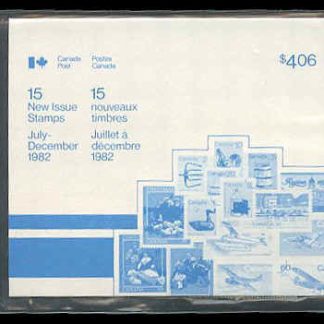 Canada Post
Postes Canada
$4.06
15
New Issue
Stamps
July-
December
1982
15
nouveaux
timbres
Juillet à
décembre
1982